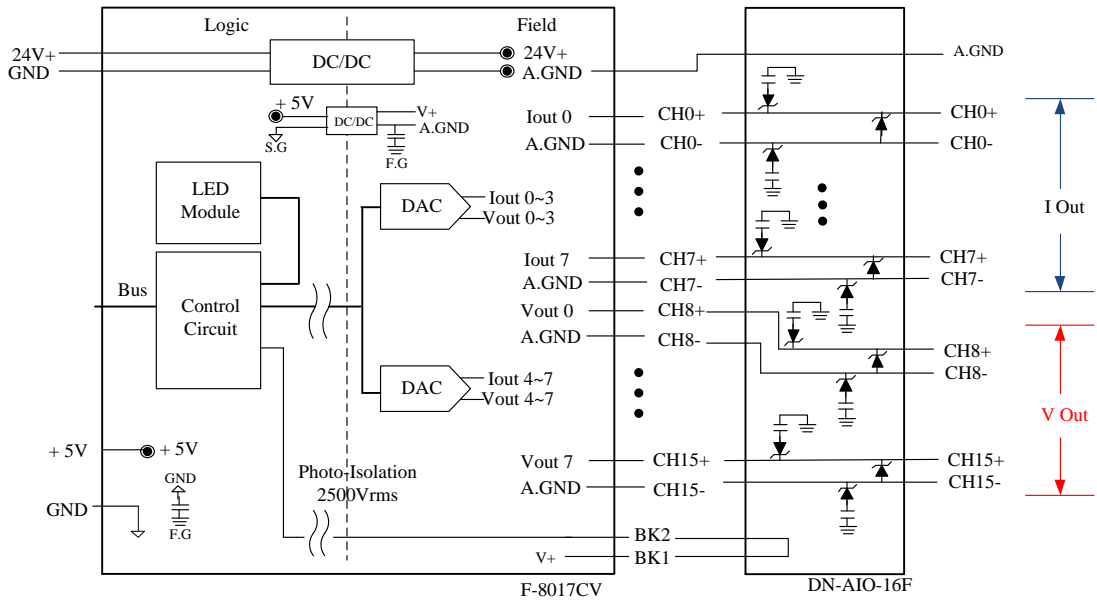 Logic
Field
24V+
GND
DC/DC
24V+
A.GND
A.GND
+ 5V
S.G
DC/DC
V+
A.GND
F.G
Iout 0
A.GND
CH0+
CH0-
CH0+
CH0-
LED
Module
DAC
Iout 0~3
Vout 0~3
I Out
Bus
Control
Circuit
Iout 7
A.GND
Vout 0
A.GND
CH7+
CH7-
CH8+
CH8-
CH7+
CH7-
CH8+
CH8-
DAC
Iout 4~7
Vout 4~7
V Out
+ 5V
+ 5V
GND
F.G
GND
Photo-Isolation
2500Vrms
Vout 7
A.GND
CH15+
CH15-
CH15+
CH15-
BK2
V+
BK1
F-8017CV
DN-AIO-16F